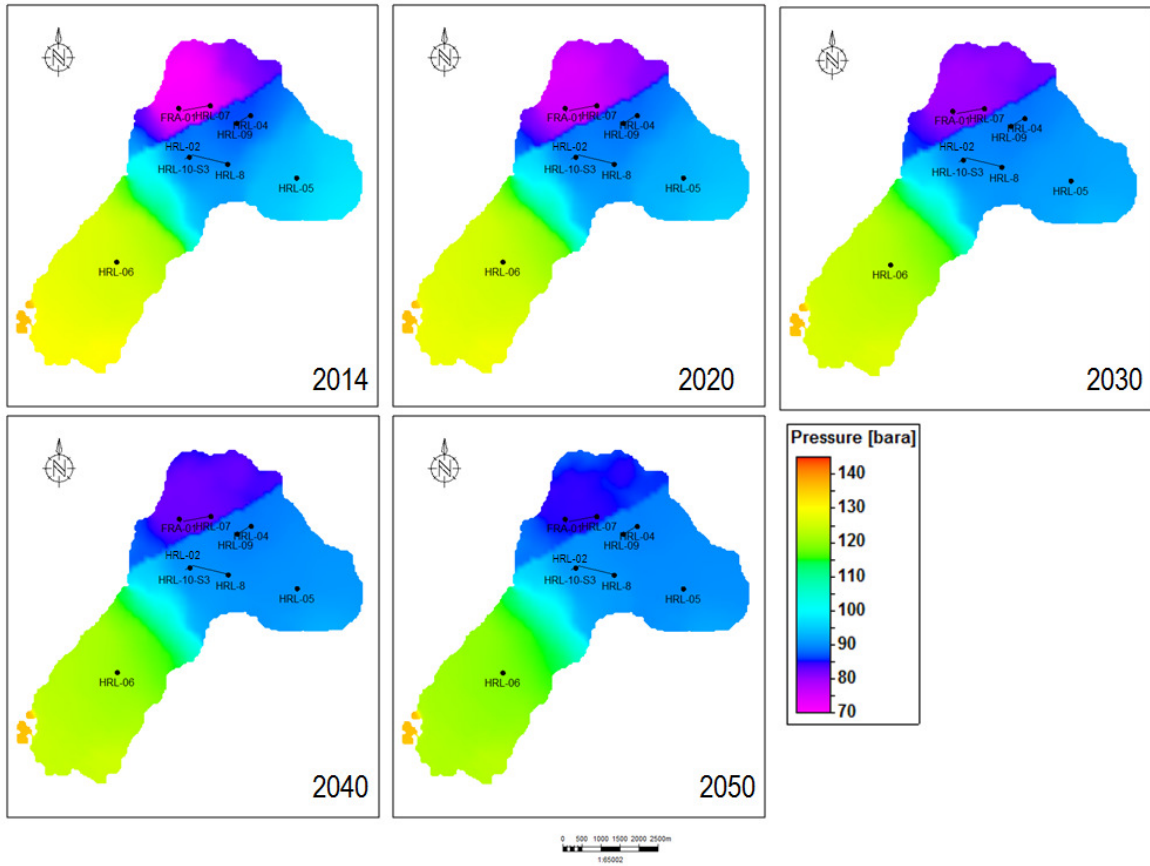 N
FRA-01
HRL-07
HRL-04
HRL-09
HRL-02
HRL-10-S3
HRL-8
HRL-05
HRL-06
2014
N
FRA-01
HRL-07
HRL-04
HRL-09
HRL-02
HRL-10-S3
HRL-8
HRL-05
HRL-06
2020
N
FRA-01
HRL-07
HRL-04
HRL-09
HRL-02
HRL-10-S3
HRL-8
HRL-05
HRL-06
2030
N
FRA-01
HRL-07
HRL-04
HRL-09
HRL-02
HRL-10-S3
HRL-8
HRL-05
HRL-06
2040
N
FRA-01
HRL-07
HRL-04
HRL-09
HRL-02
HRL-10-S3
HRL-8
HRL-05
HRL-06
2050
Pressure [bara]
140
130
120
110
100
90
80
70
0 500 1000 1500 2000 2500m
1:65002